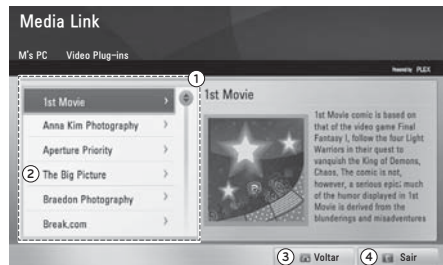 Media Link
M's PC Video Plug-ins
PLEX
1
1st Movie
Anna Kim Photography
Aperture Priority
2 The Big Picture
Braedon Photography
Break.com
1st Movie
1st Movie comic is based on
that of the video game Final
Fantasy I, follow the four Light
Warriors in their quest to
vanquish the King of Demons,
Chaos. The comic is not,
however, a serious epic; much
of the humor displayed in 1st
Movie is derived from the
blunderings and misadventures
3 Voltar 4 Sair